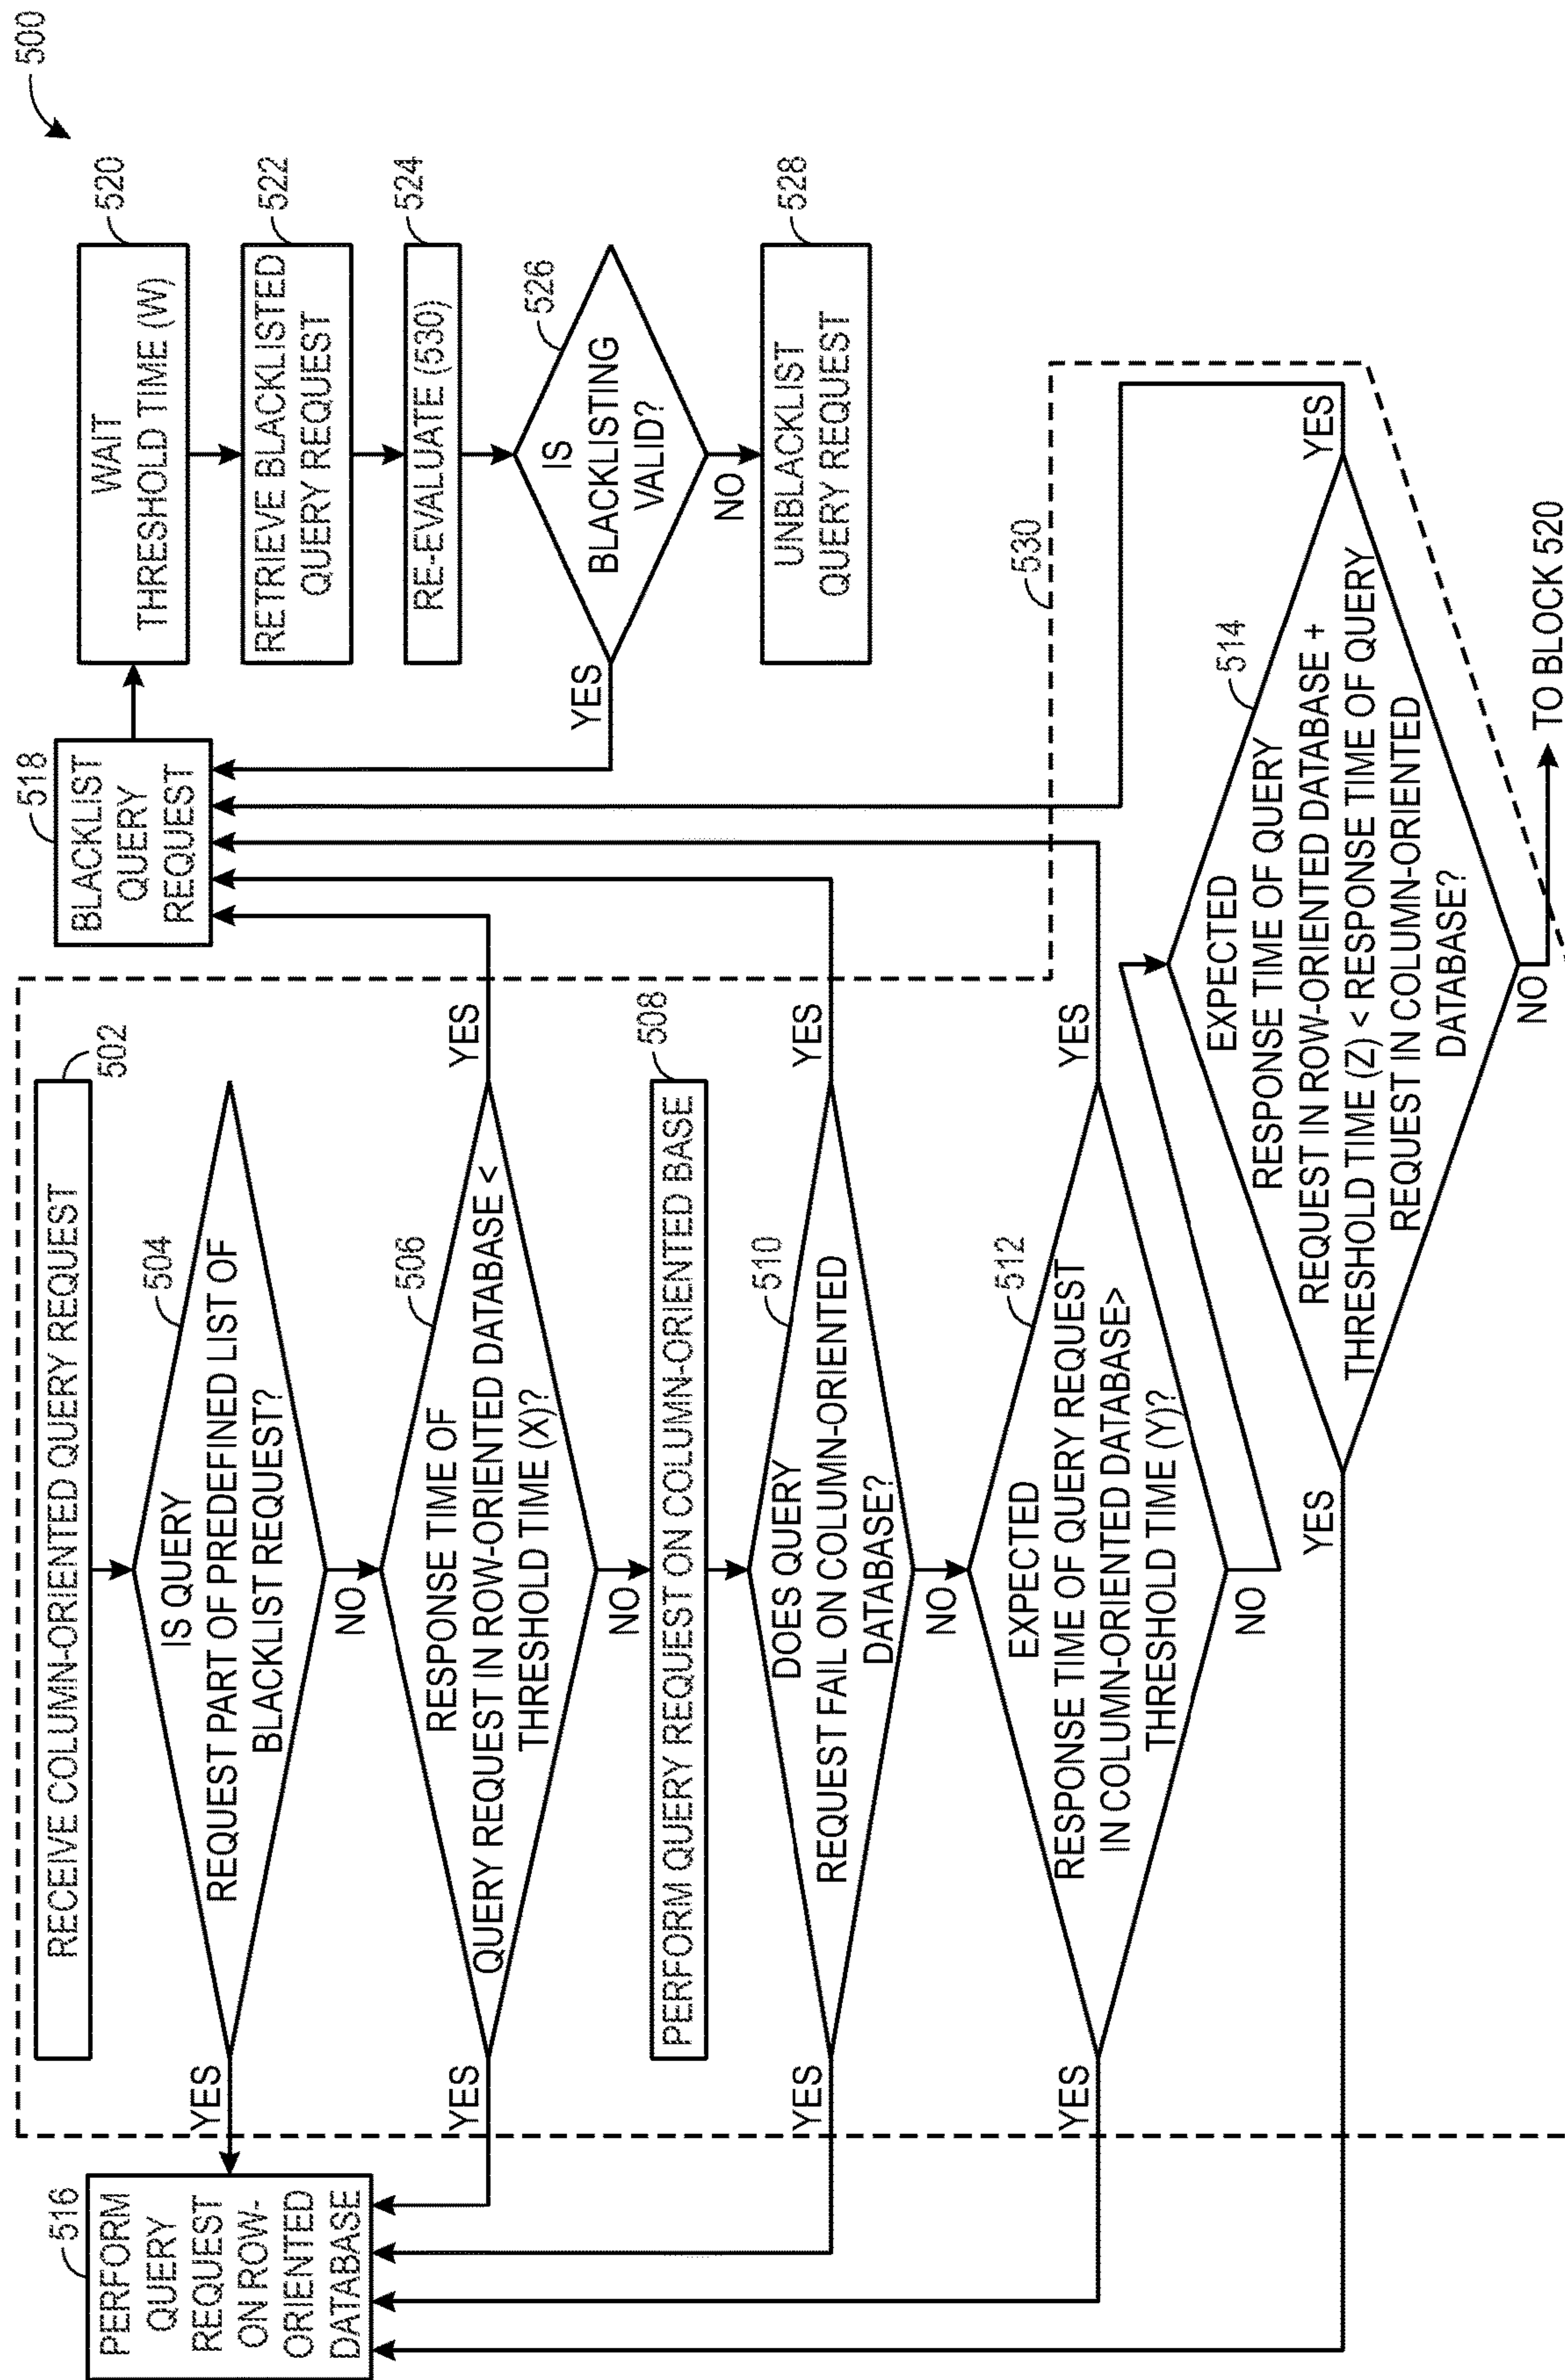 500
502
RECEIVE COLUMN-ORIENTED QUERY REQUEST
504
IS QUERY
REQUEST PART OF PREDEFINED LIST OF
BLACKLIST REQUEST?
YES
NO
506
RESPONSE TIME OF
QUERY REQUEST IN ROW-ORIENTED DATABASE <
THRESHOLD TIME (X)?
YES
YES
NO
508
PERFORM QUERY REQUEST ON COLUMN-ORIENTED BASE
510
DOES QUERY
REQUEST FAIL ON COLUMN-ORIENTED
DATABASE?
YES
YES
NO
512
EXPECTED
RESPONSE TIME OF QUERY REQUEST
IN COLUMN-ORIENTED DATABASE>
THRESHOLD TIME (Y)?
YES
YES
NO
514
EXPECTED
RESPONSE TIME OF QUERY
REQUEST IN ROW-ORIENTED DATABASE +
THRESHOLD TIME (Z) < RESPONSE TIME OF QUERY
REQUEST IN COLUMN-ORIENTED
DATABASE?
YES
YES
NO
TO BLOCK 520
530
516
PERFORM
QUERY
REQUEST
ON ROW-
ORIENTED
DATABASE
518
BLACKLIST
QUERY
REQUEST
520
WAIT
THRESHOLD TIME (W)
522
RETRIEVE BLACKLISTED
QUERY REQUEST
524
RE-EVALUATE (530)
526
IS
BLACKLISTING
VALID?
YES
NO
528
UNBLACKLIST
QUERY REQUEST